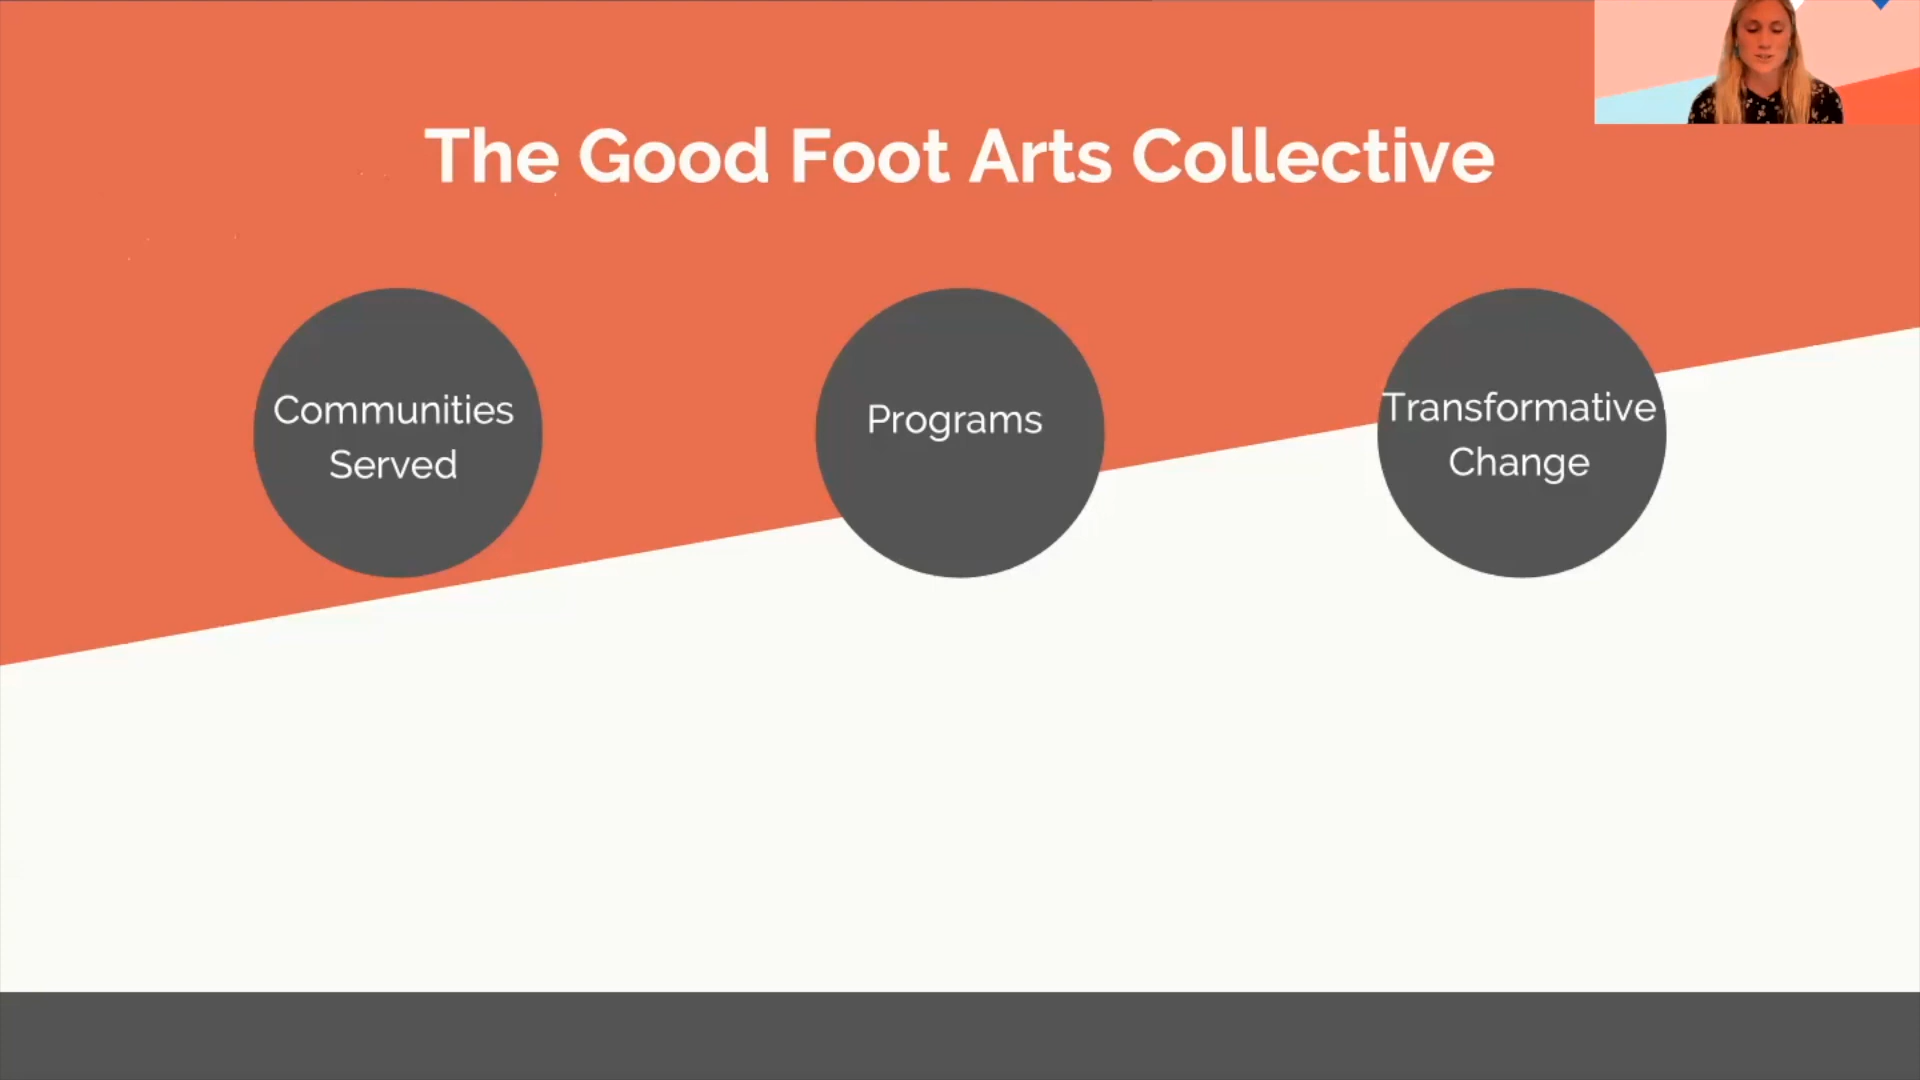 The Good Foot Arts Collective
Communities
Served
Programs
Transformative
Change